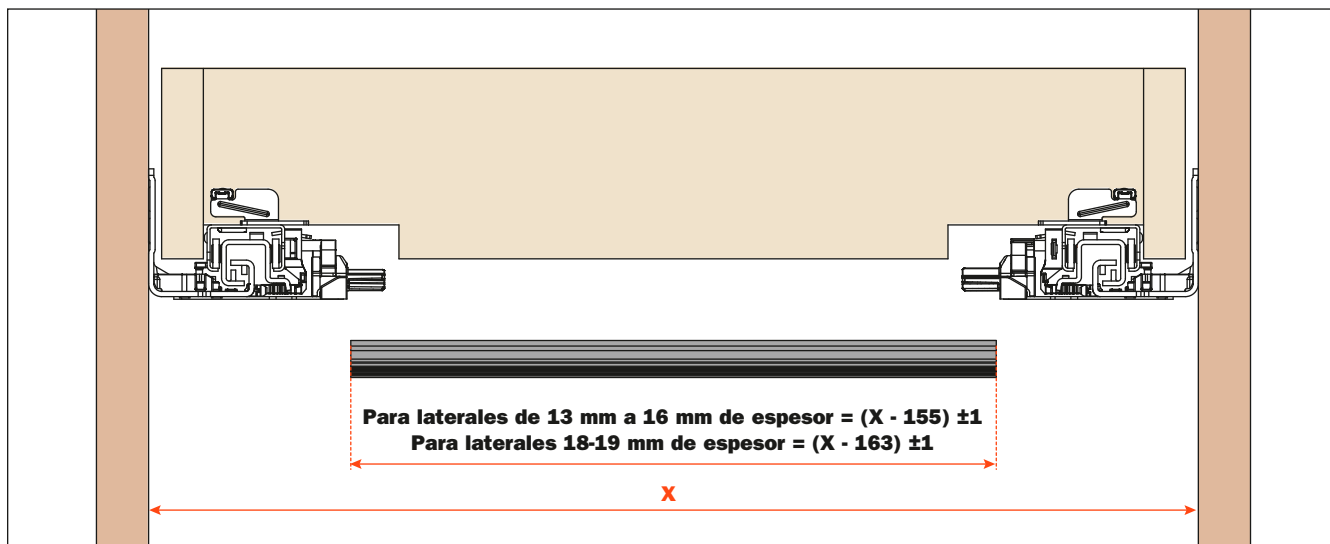 Para laterales de 13 mm a 16 mm de espesor = (X - 155) ±1
Para laterales 18-19 mm de espesor = (X - 163) ±1
X